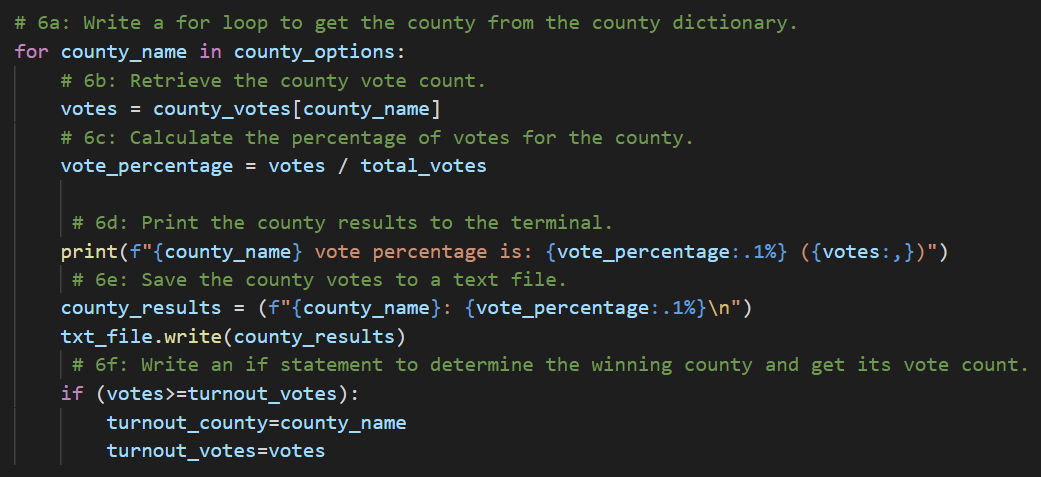 # 6a: Write a for loop to get the county from the county dictionary.
for county_name in county_options:
    # 6b: Retrieve the county vote count.
    votes = county_votes[county_name]
    # 6c: Calculate the percentage of votes for the county.
    vote_percentage = votes / total_votes

     # 6d: Print the county results to the terminal.
    print(f"{county_name} vote percentage is: {vote_percentage:.1%} ({votes:,})")
     # 6e: Save the county votes to a text file.
    county_results = (f"{county_name}: {vote_percentage:.1%}\n")
    txt_file.write(county_results)
     # 6f: Write an if statement to determine the winning county and get its vote count.
    if (votes>=turnout_votes):
        turnout_county=county_name
        turnout_votes=votes